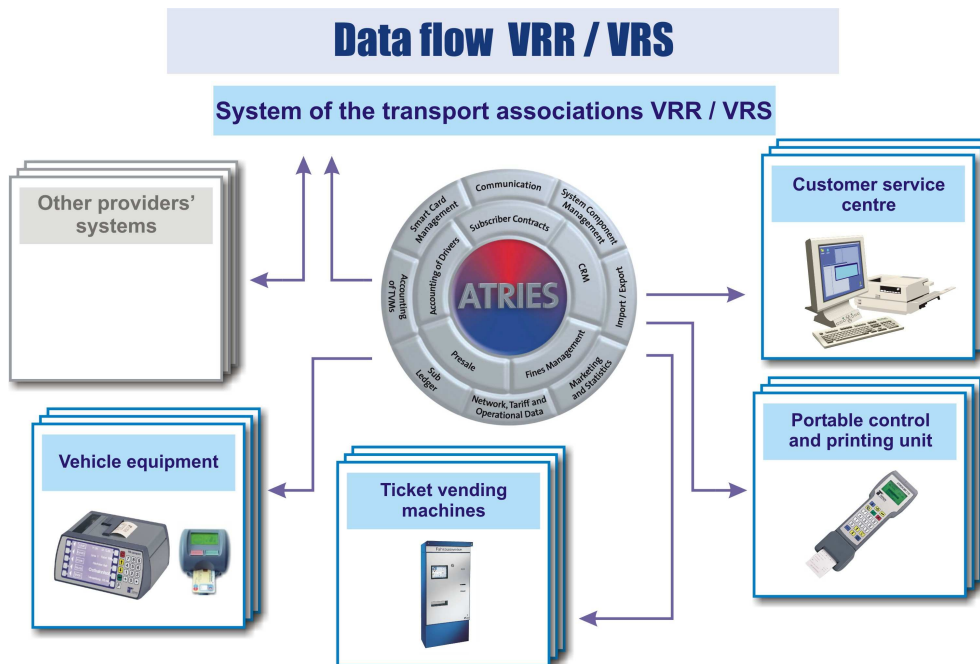 Data flow VRR / VRS
System of the transport associations VRR / VRS
Other providers'
systems
Customer service
centre
Communication
Smart Card
Management
System Component
Management
Subscriber Contracts
Accounting of Drivers
CRM
Accounting
of TVMs
Import / Export
ATRIES
Presale
Fines Management
Sub
Ledger
Marketing
and Statistics
Network, Tariff and
Operational Data
Vehicle equipment
Ticket vending
machines
Portable control
and printing unit